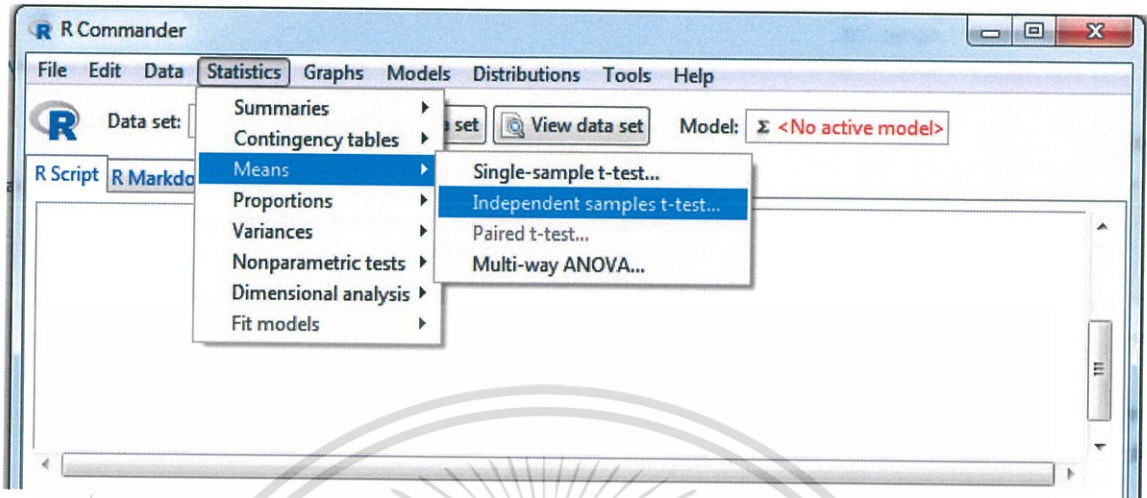 R R Commander
File Edit Data Statistics Graphs Models Distributions Tools Help
R Data set: set View data set Model: Σ <No active model>
R Script R Markdo
Summaries
Contingency tables
Means
Proportions
Variances
Nonparametric tests
Dimensional analysis
Fit models
Single-sample t-test...
Independent samples t-test...
Paired t-test...
Multi-way ANOVA...